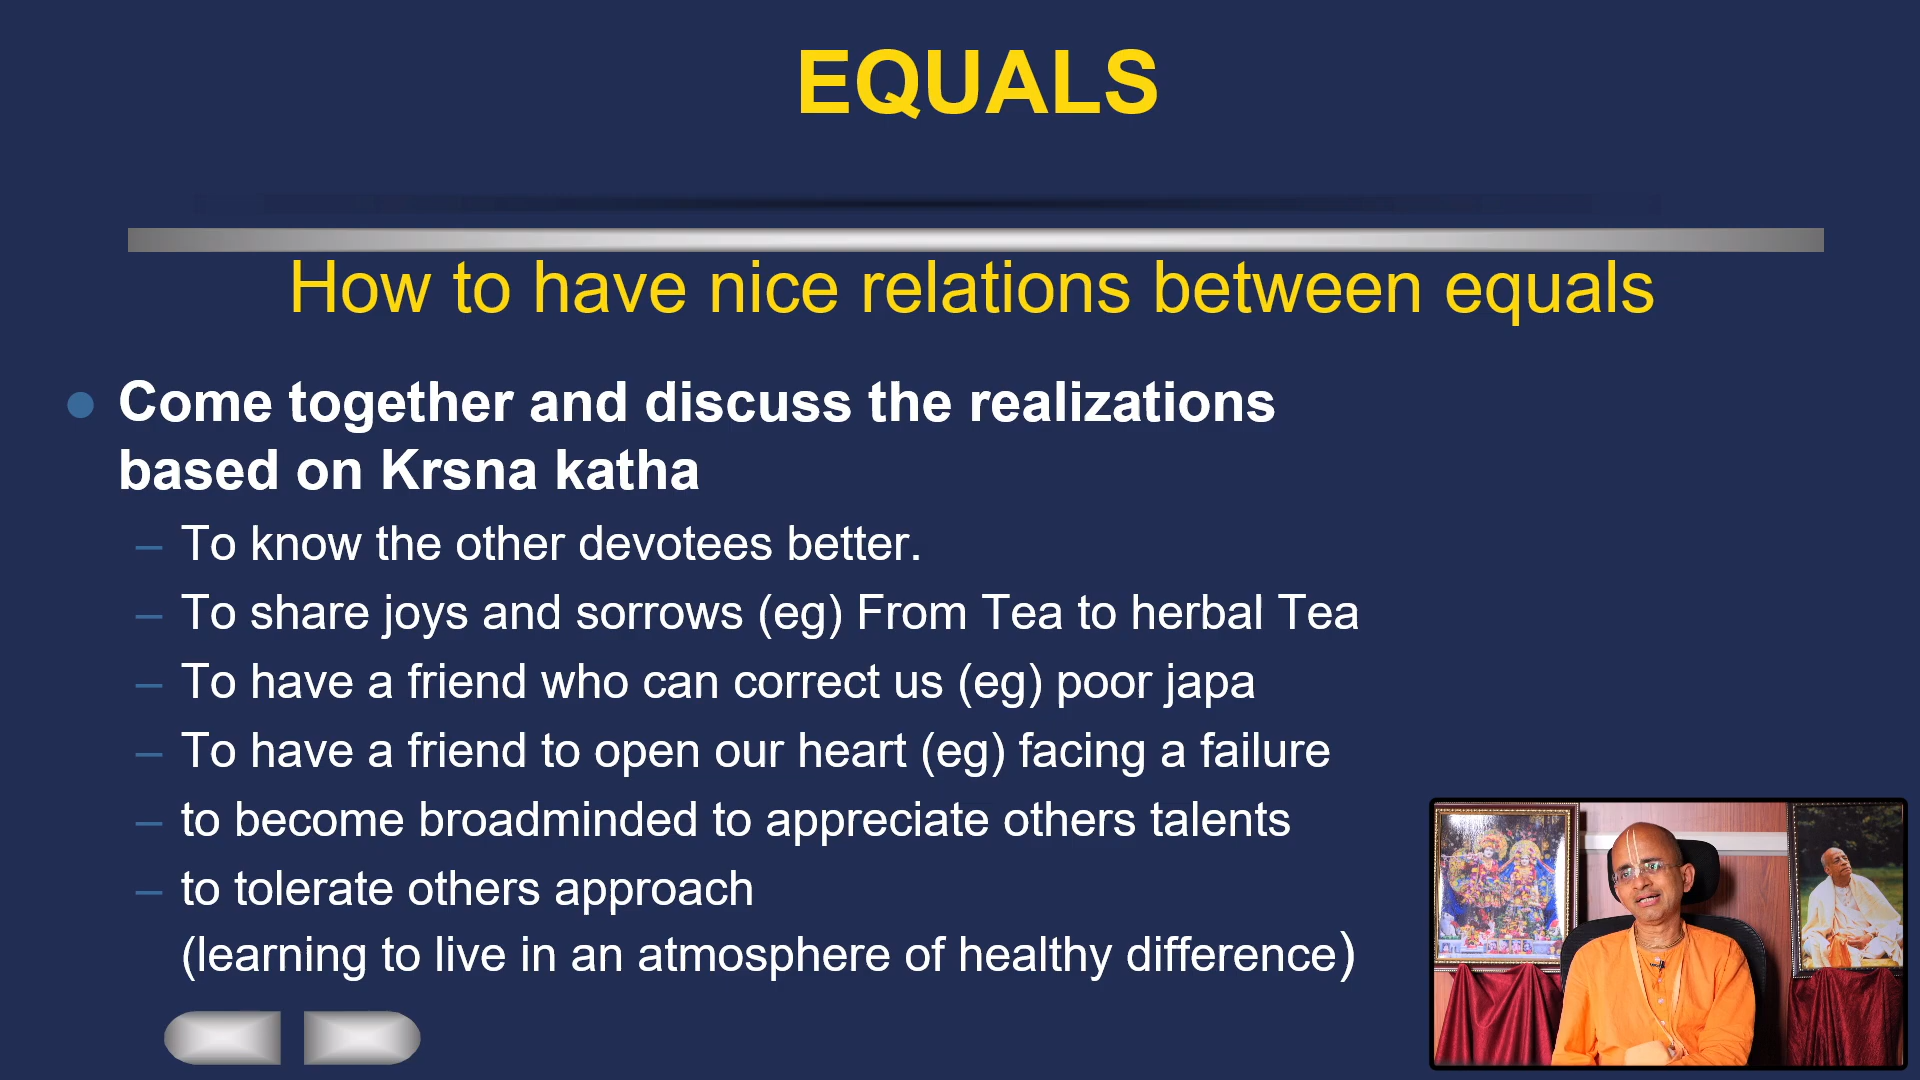 EQUALS
How to have nice relations between equals
Come together and discuss the realizations
based on Krsna katha
– To know the other devotees better.
– To share joys and sorrows (eg) From Tea to herbal Tea
– To have a friend who can correct us (eg) poor japa
– To have a friend to open our heart (eg) facing a failure
– to become broadminded to appreciate others talents
– to tolerate others approach
(learning to live in an atmosphere of healthy difference)